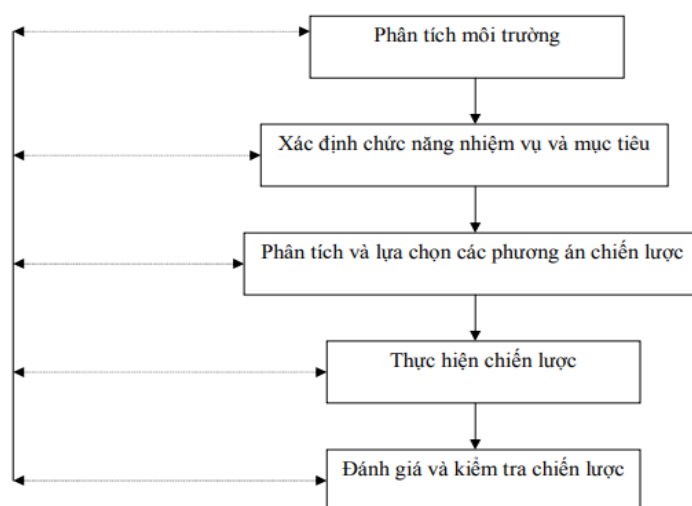 Phân tích môi trường
Xác định chức năng nhiệm vụ và mục tiêu
Phân tích và lựa chọn các phương án chiến lược
Thực hiện chiến lược
Đánh giá và kiểm tra chiến lược